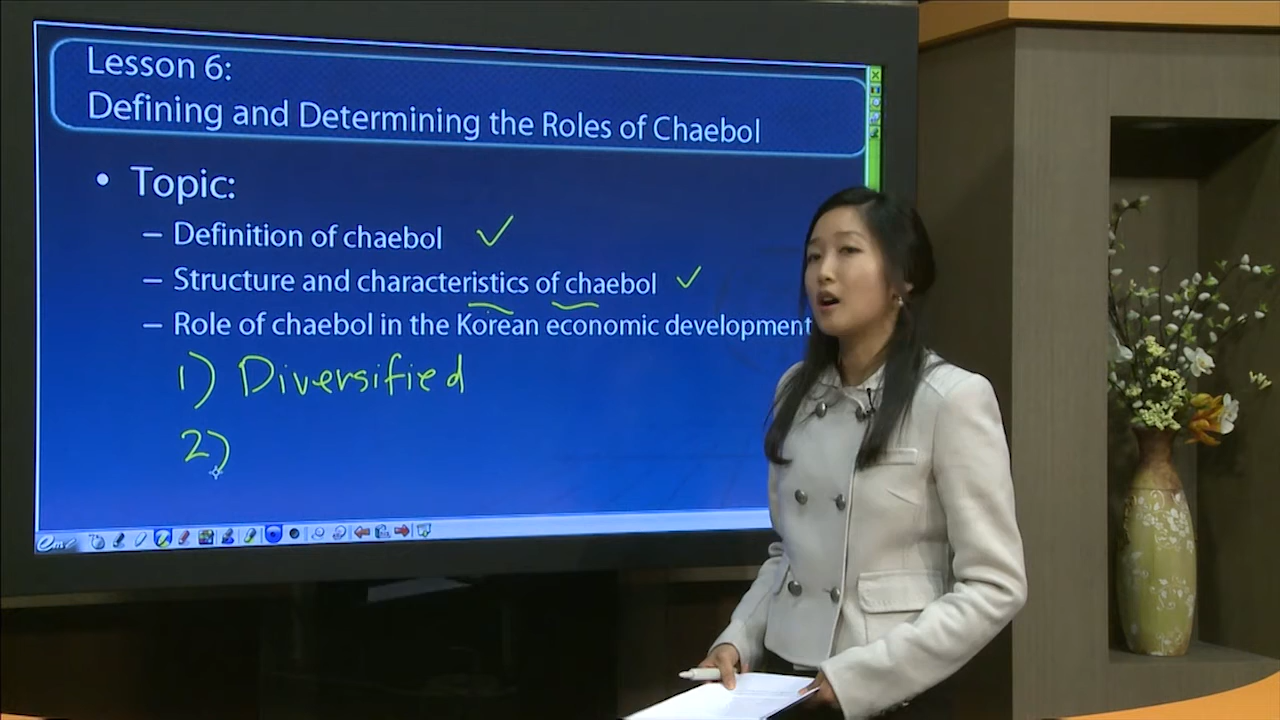 Lesson 6:
Defining and Determining the Roles of Chaebol
• Topic:
– Definition of chaebol ✓
– Structure and characteristics of chaebol ✓
– Role of chaebol in the Korean economic development
1) Diversified
2)